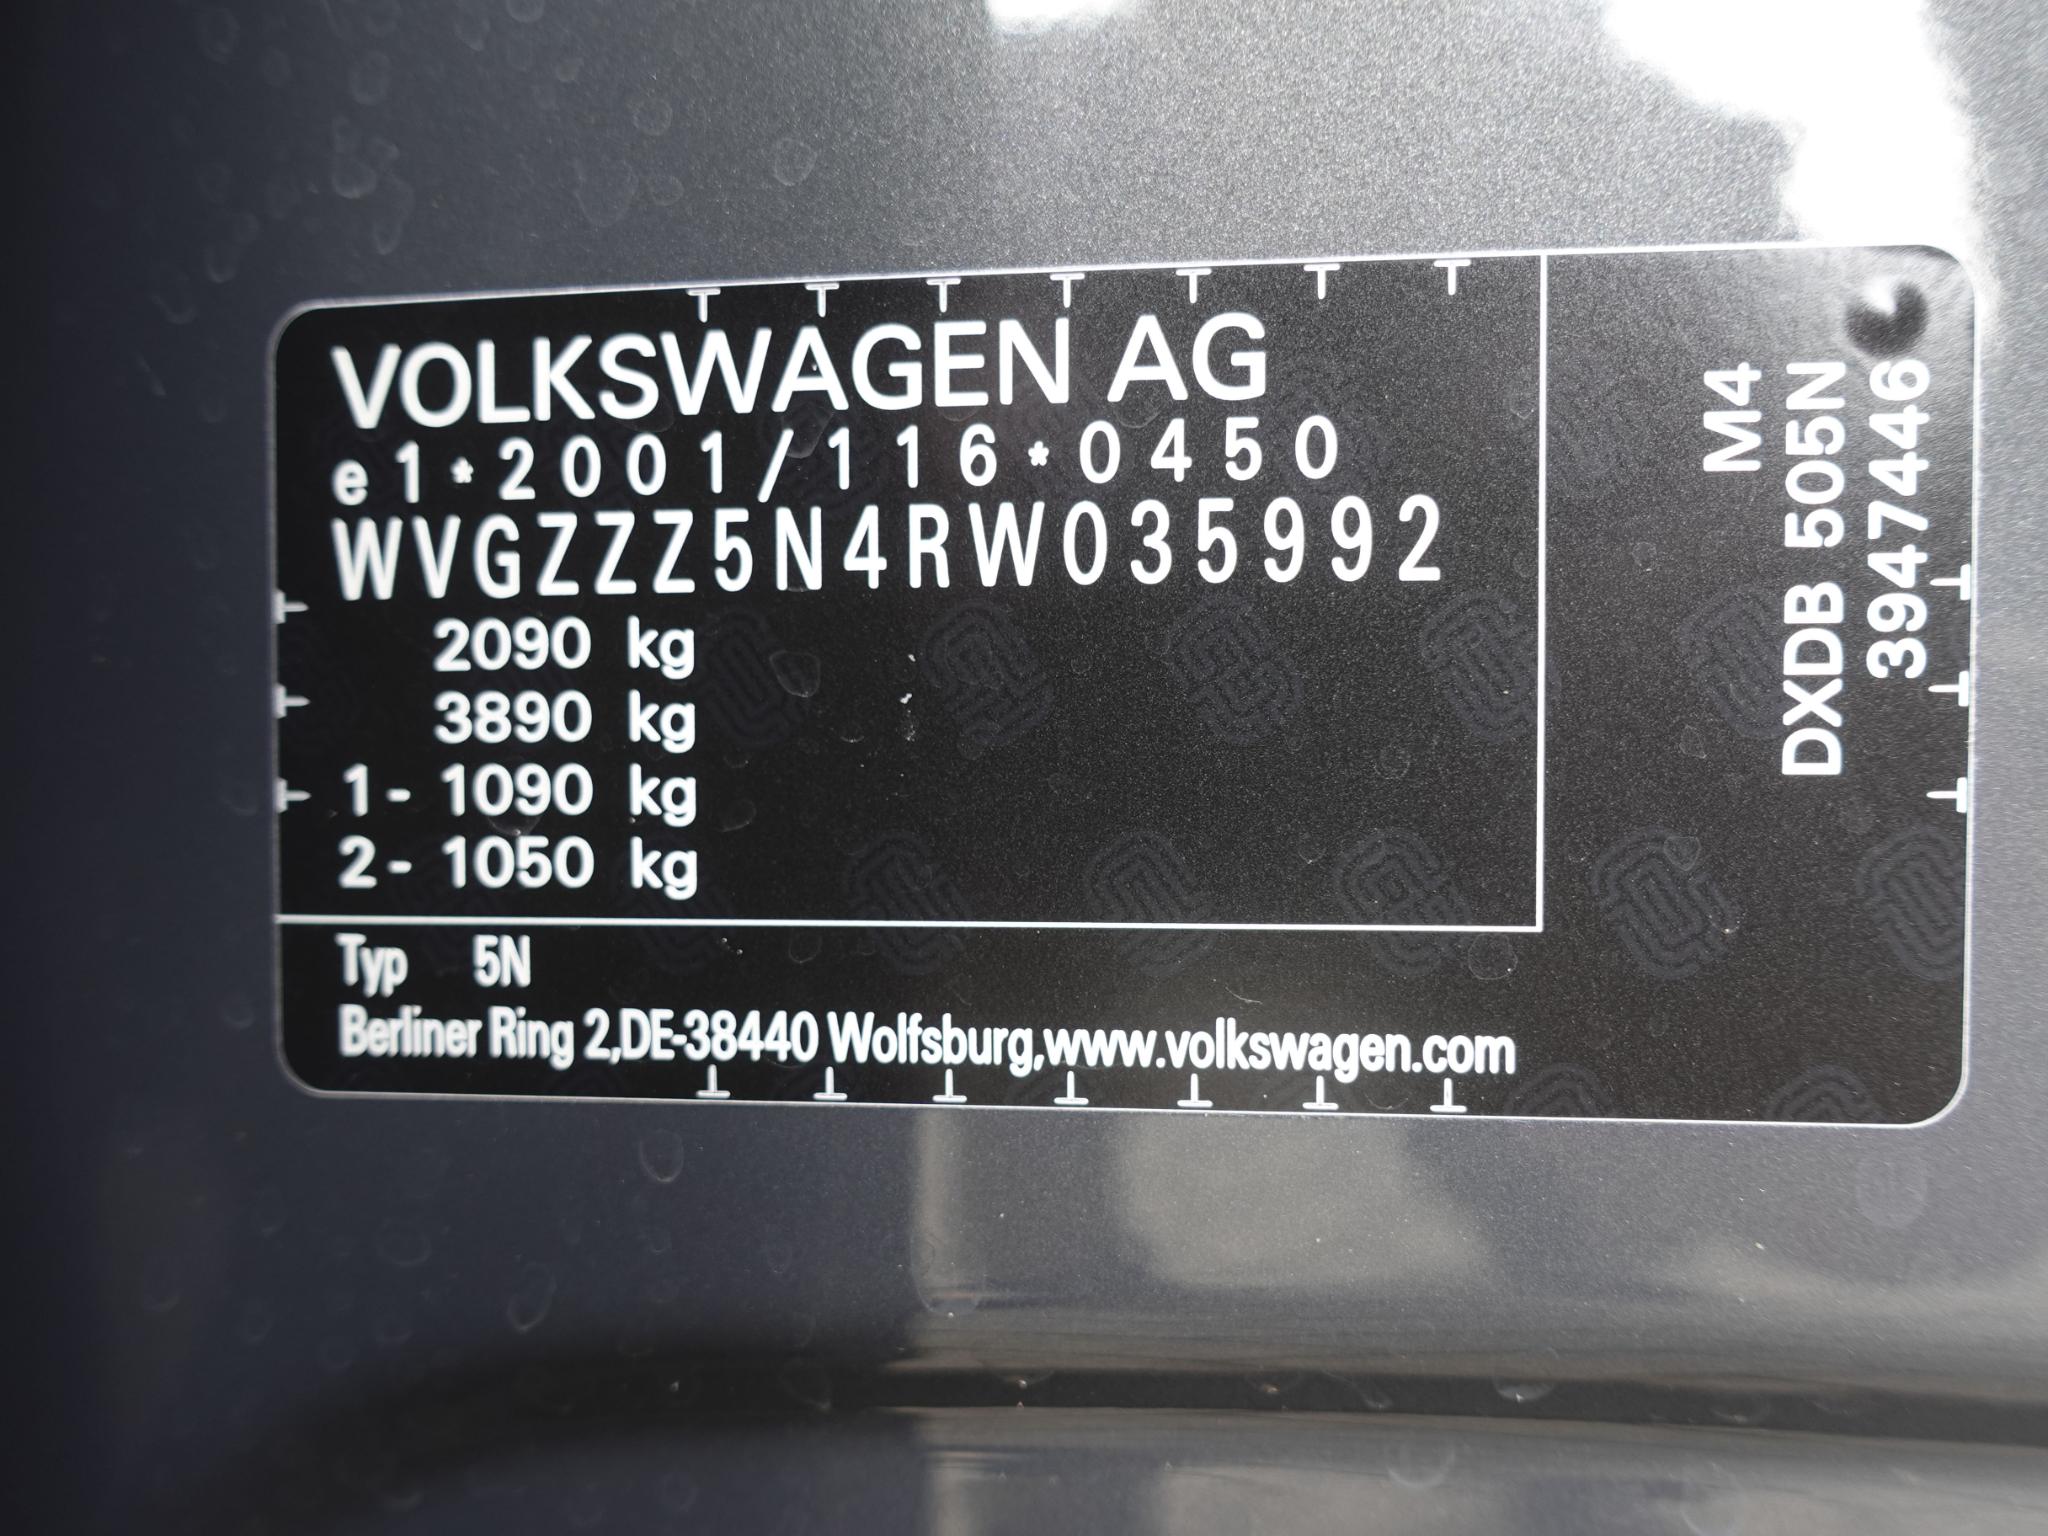 VOLKSWAGEN AG
e1*2001/116*0450
WVGZZZ5N4RW035992
2090 kg
3890 kg
1- 1090 kg
2- 1050 kg
Typ 5N
Berliner Ring 2,DE-38440 Wolfsburg,www.volkswagen.com
M4
DXDB 505N
3947446